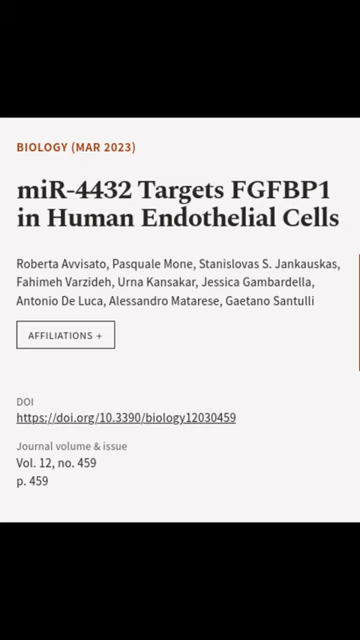 BIOLOGY (MAR 2023)
miR-4432 Targets FGFBP1
in Human Endothelial Cells
Roberta Avvisato, Pasquale Mone, Stanislovas S. Jankauskas,
Fahimeh Varzideh, Urna Kansakar, Jessica Gambardella,
Antonio De Luca, Alessandro Matarese, Gaetano Santulli
AFFILIATIONS +
DOI
https://doi.org/10.3390/biology12030459
Journal volume & issue
Vol. 12, no. 459
p. 459